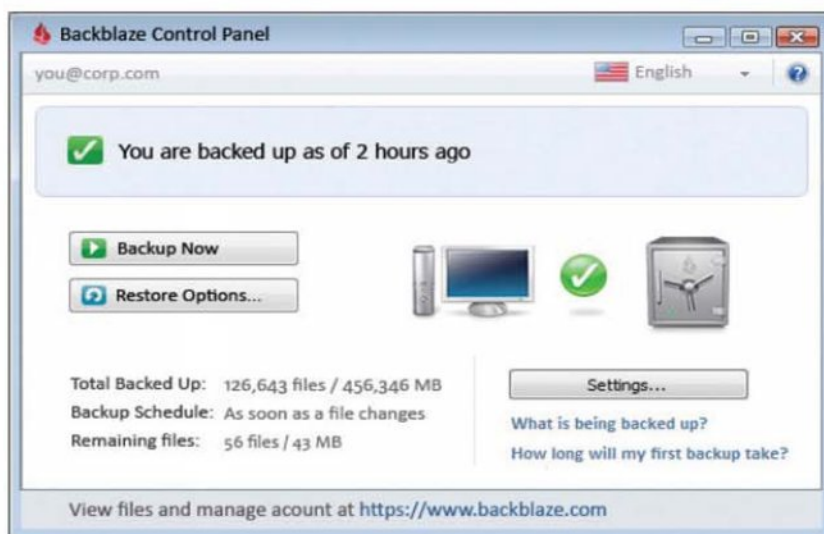 Backblaze Control Panel
you@corp.com
English
You are backed up as of 2 hours ago
Backup Now
Restore Options...
Total Backed Up: 126,643 files / 456,346 MB
Backup Schedule: As soon as a file changes
Remaining files: 56 files / 43 MB
Settings...
What is being backed up?
How long will my first backup take?
View files and manage acount at https://www.backblaze.com